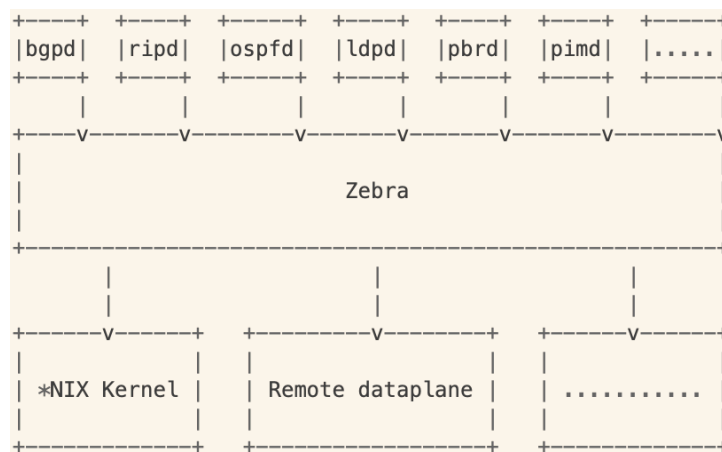 bgpd ripd ospfd ldpd pbrd pimd .....
Zebra
*NIX Kernel Remote dataplane ...........